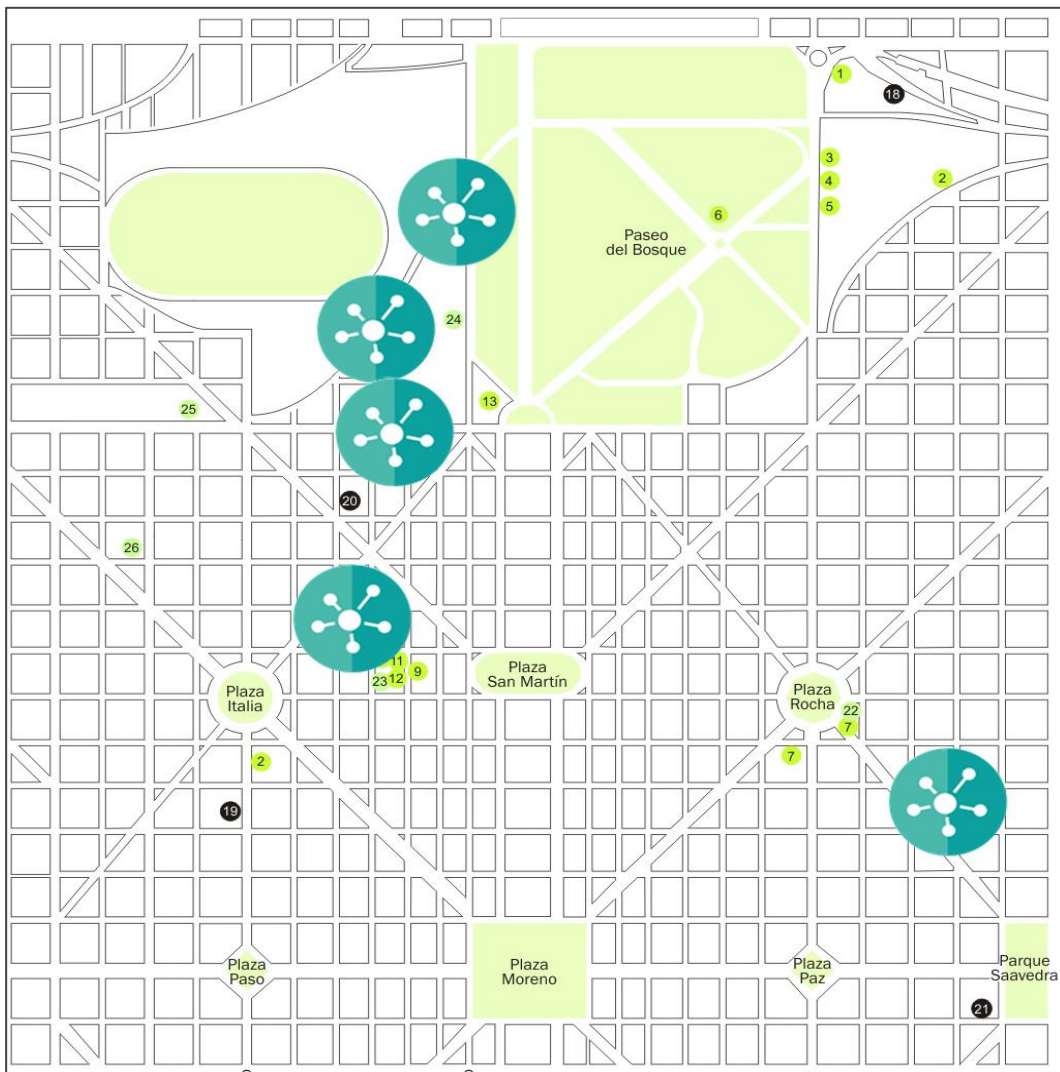 1
18
3
2
4
5
6
Paseo
del Bosque
24
13
25
20
26
11
9
23
12
Plaza
San Martín
Plaza
Italia
Plaza
Rocha
22
7
2
7
19
Plaza
Paso
Plaza
Moreno
Plaza
Paz
Parque
Saavedra
21